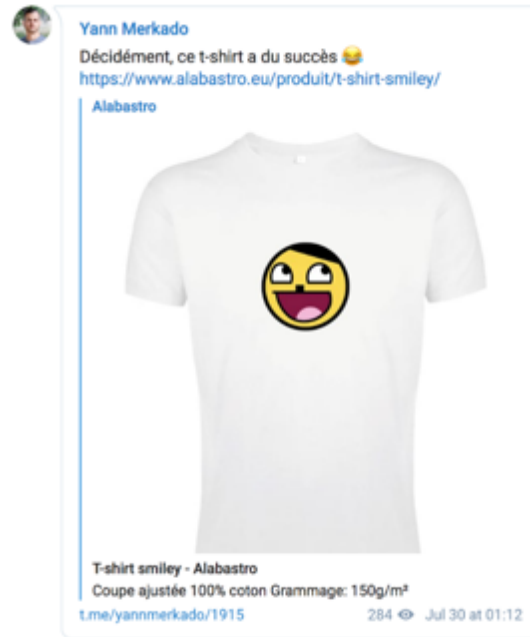 Yann Merkado
Décidément, ce t-shirt a du succès 😂
https://www.alabastro.eu/produit/t-shirt-smiley/
Alabastro
T-shirt smiley - Alabastro
Coupe ajustée 100% coton Grammage: 150g/m²
t.me/yannmerkado/1915 284 Jul 30 at 01:12